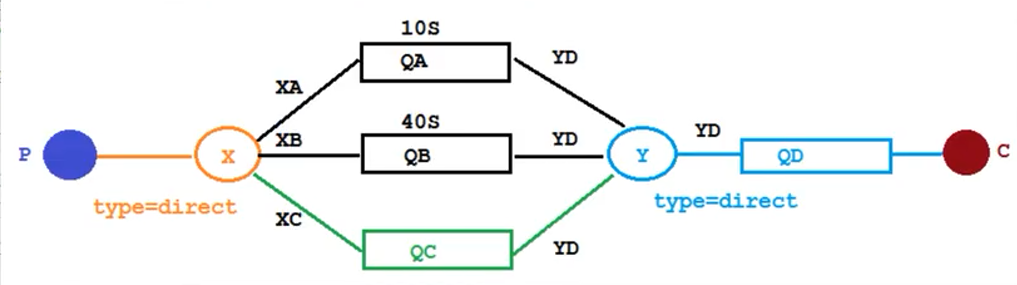 10S
QA
YD
XA
40S
XB
QB
YD
YD
P
X
Y
QD
C
type=direct
type=direct
XC
QC
YD